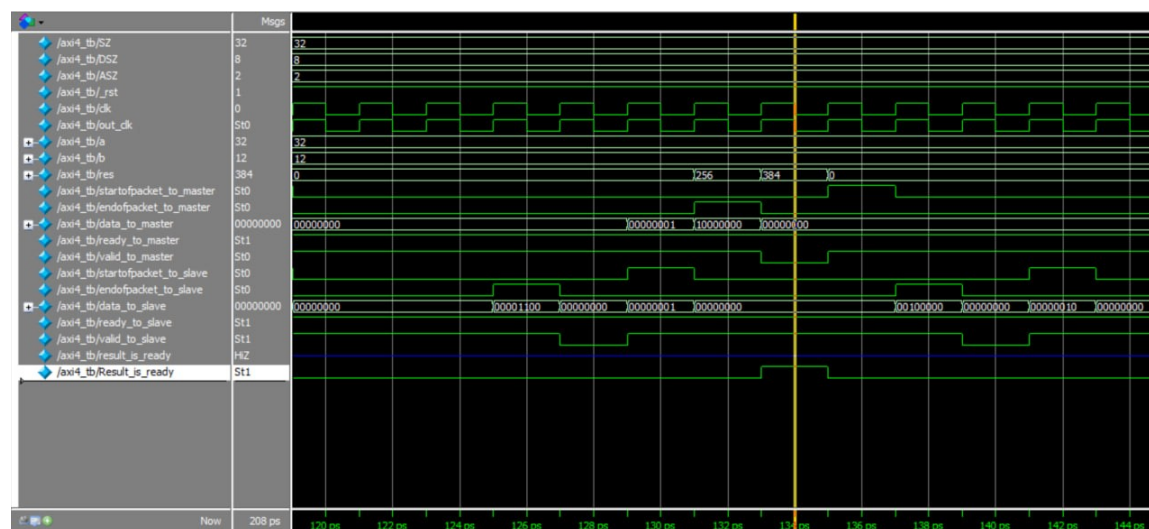 Msgs
/axi4_tb/SZ 32 32
/axi4_tb/DSZ 8 8
/axi4_tb/ASZ 2 2
/axi4_tb/_rst 1
/axi4_tb/clk 0
/axi4_tb/out_clk St0
/axi4_tb/a 32 32
/axi4_tb/b 12 12
/axi4_tb/res 384 0 256 384 0
/axi4_tb/startofpacket_to_master St0
/axi4_tb/endofpacket_to_master St0
/axi4_tb/data_to_master 00000000 00000000 00000001 10000000 00000000
/axi4_tb/ready_to_master St1
/axi4_tb/valid_to_master St0
/axi4_tb/startofpacket_to_slave St0
/axi4_tb/endofpacket_to_slave St0
/axi4_tb/data_to_slave 00000000 00000000 00001100 00000000 00000001 00000000 00100000 00000000 00000010 00000000
/axi4_tb/ready_to_slave St1
/axi4_tb/valid_to_slave St1
/axi4_tb/result_is_ready HiZ
/axi4_tb/Result_is_ready St1
Now 208 ps 120 ps 122 ps 124 ps 126 ps 128 ps 130 ps 132 ps 134 ps 136 ps 138 ps 140 ps 142 ps 144 ps